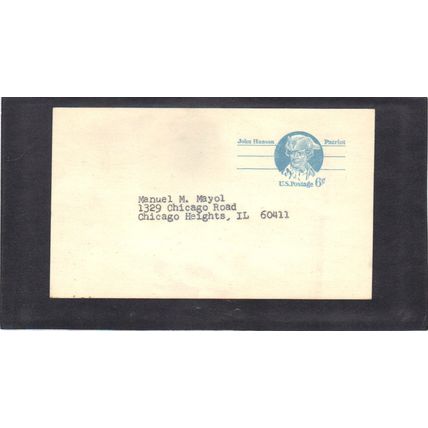 John Hanson Patriot
U.S. Postage 6¢
Manuel M. Mayol
1329 Chicago Road
Chicago Heights, IL 60411